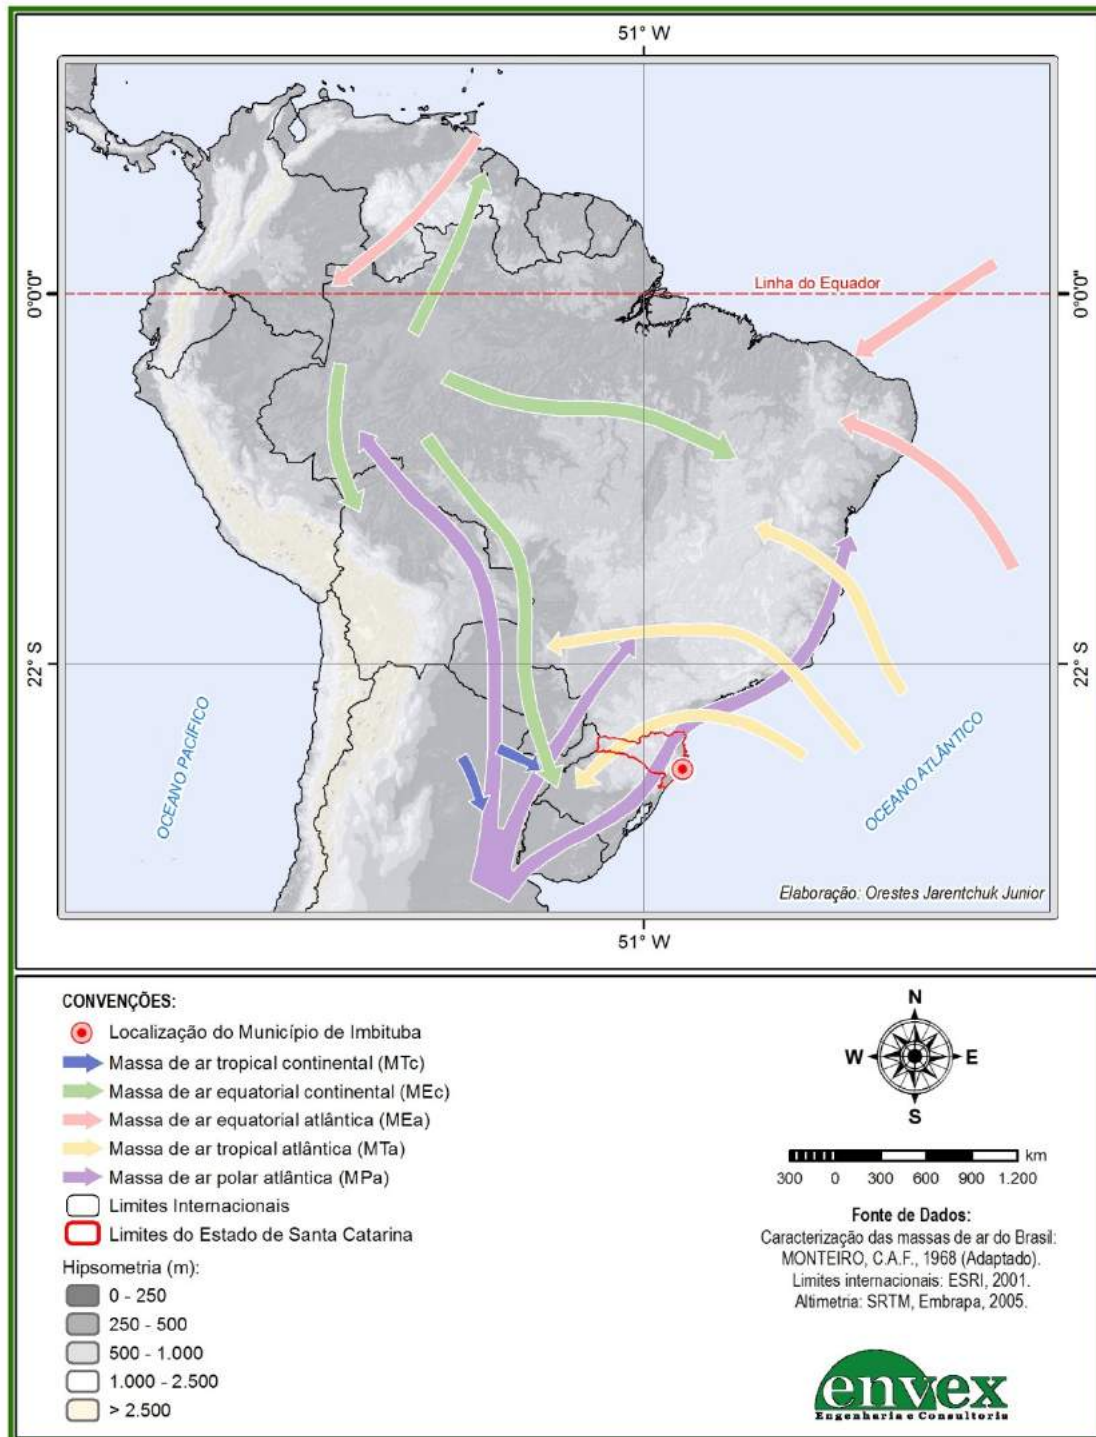 51° W
Linha do Equador
0°0'0"
0°0'0"
22° S
22° S
OCEANO PACÍFICO
OCEANO ATLÂNTICO
Elaboração: Orestes Jarentchuk Junior
51° W
CONVENÇÕES:
Localização do Município de Imbituba
Massa de ar tropical continental (MTc)
Massa de ar equatorial continental (MEc)
Massa de ar equatorial atlântica (MEa)
Massa de ar tropical atlântica (MTa)
Massa de ar polar atlântica (MPa)
Limites Internacionais
Limites do Estado de Santa Catarina
Hipsometria (m):
0 - 250
250 - 500
500 - 1.000
1.000 - 2.500
> 2.500
N
W E
S
km
300 0 300 600 900 1.200
Fonte de Dados:
Caracterização das massas de ar do Brasil:
MONTEIRO, C.A.F., 1968 (Adaptado).
Limites internacionais: ESRI, 2001.
Altimetria: SRTM, Embrapa, 2005.
envex
Engenharia e Consultoria